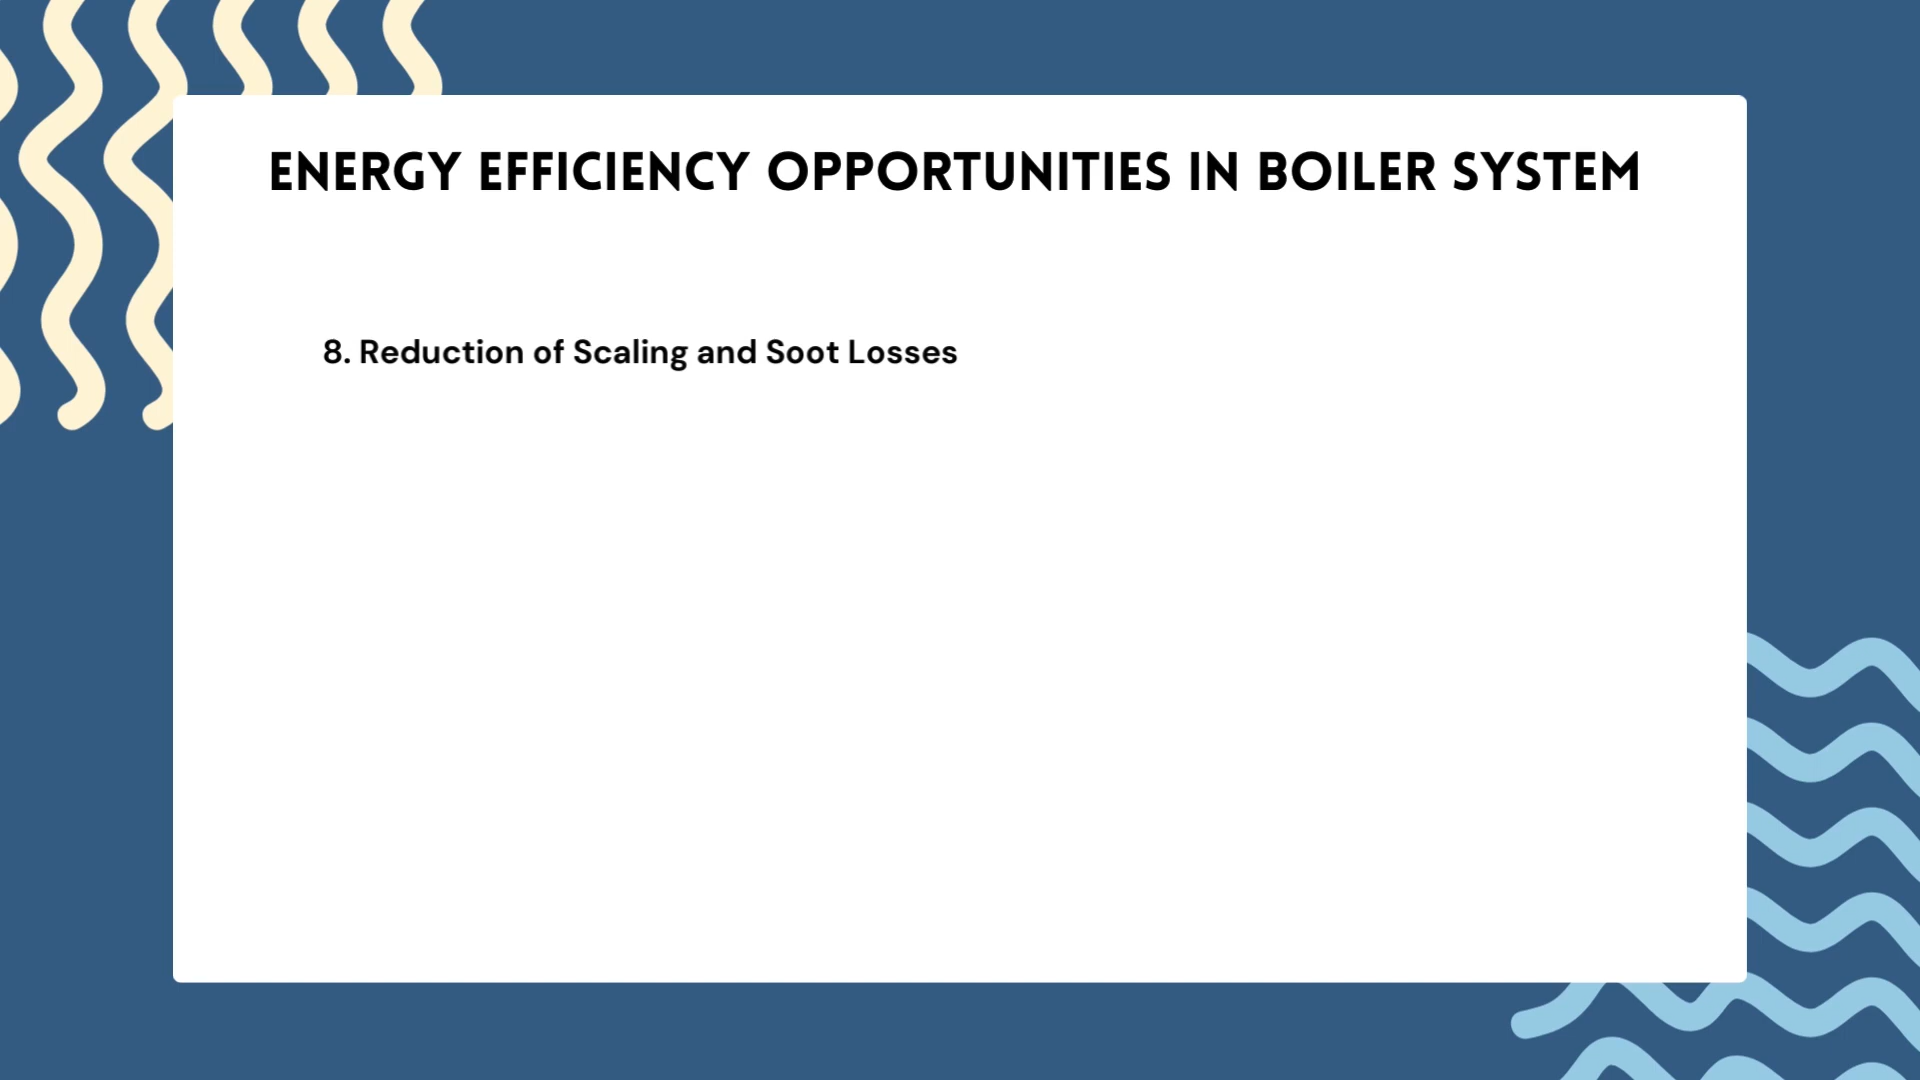 ENERGY EFFICIENCY OPPORTUNITIES IN BOILER SYSTEM
8. Reduction of Scaling and Soot Losses